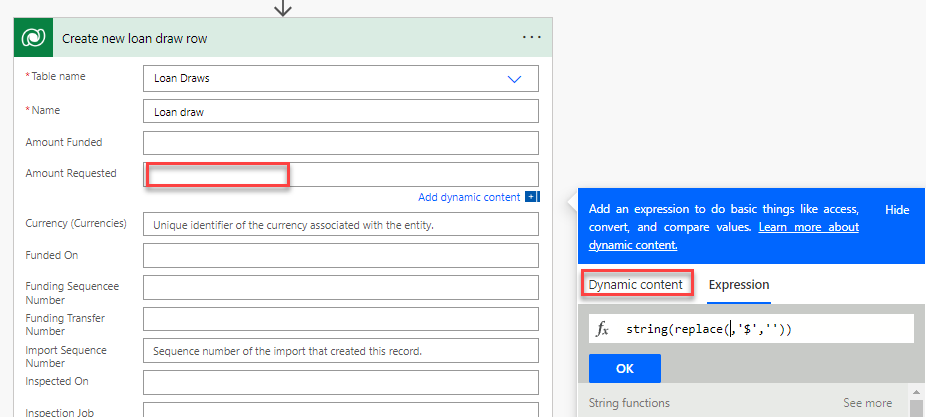 Create new loan draw row
...
* Table name
Loan Draws
* Name
Loan draw
Amount Funded
Amount Requested
Add dynamic content
Currency (Currencies)
Unique identifier of the currency associated with the entity.
Funded On
Funding Sequencee
Number
Funding Transfer
Number
Import Sequence
Number
Sequence number of the import that created this record.
Inspected On
Inspection Job
Add an expression to do basic things like access,
convert, and compare values. Learn more about
dynamic content.
Hide
Dynamic content
Expression
fx string(replace(,'$',''))
OK
String functions
See more